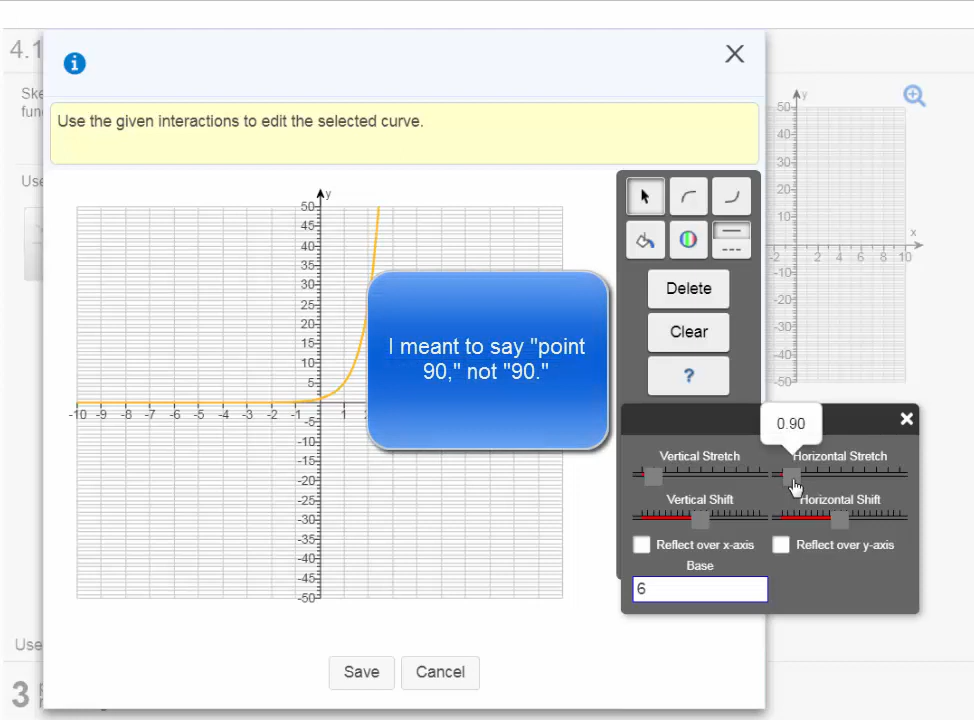 4.1
Ske
fun
Use
Use the given interactions to edit the selected curve.
y
50
45
40
35
30
25
20
15
10
5
-10 -9 -8 -7 -6 -5 -4 -3 -2 -1 1
-5
-10
-15
-20
-25
-30
-35
-40
-45
-50
I meant to say "point
90," not "90."
Delete
Clear
?
y
50
40
30
20
10
x
-2 2 4 6 8 10
-10
-20
-30
-40
-50
0.90
Vertical Stretch Horizontal Stretch
Vertical Shift Horizontal Shift
Reflect over x-axis Reflect over y-axis
Base
6
Use
Save Cancel
3